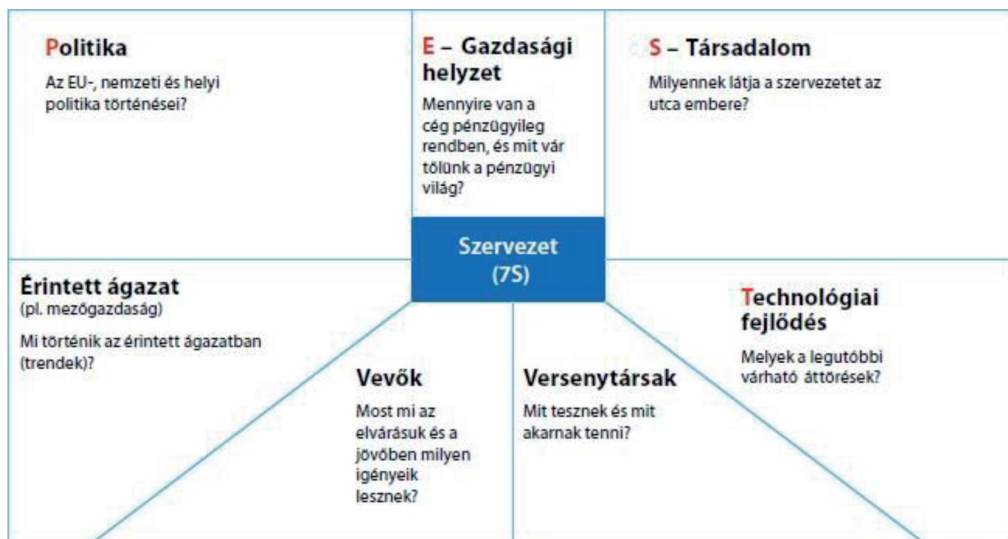 Politika
Az EU-, nemzeti és helyi
politika történései?
E – Gazdasági
helyzet
Mennyire van a
cég pénzügyileg
rendben, és mit vár
tőlünk a pénzügyi
világ?
S – Társadalom
Milyennek látja a szervezetet az
utca embere?
Szervezet
(7S)
Érintett ágazat
(pl. mezőgazdaság)
Mi történik az érintett ágazatban
(trendek)?
Vevők
Most mi az
elvárásuk és a
jövőben milyen
igényeik
lesznek?
Versenytársak
Mit tesznek és mit
akarnak tenni?
Technológiai
fejlődés
Melyek a legutóbbi
várható áttörések?